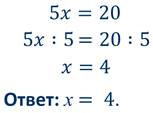 5x = 20
5x : 5 = 20 : 5
x = 4
Ответ: x = 4.